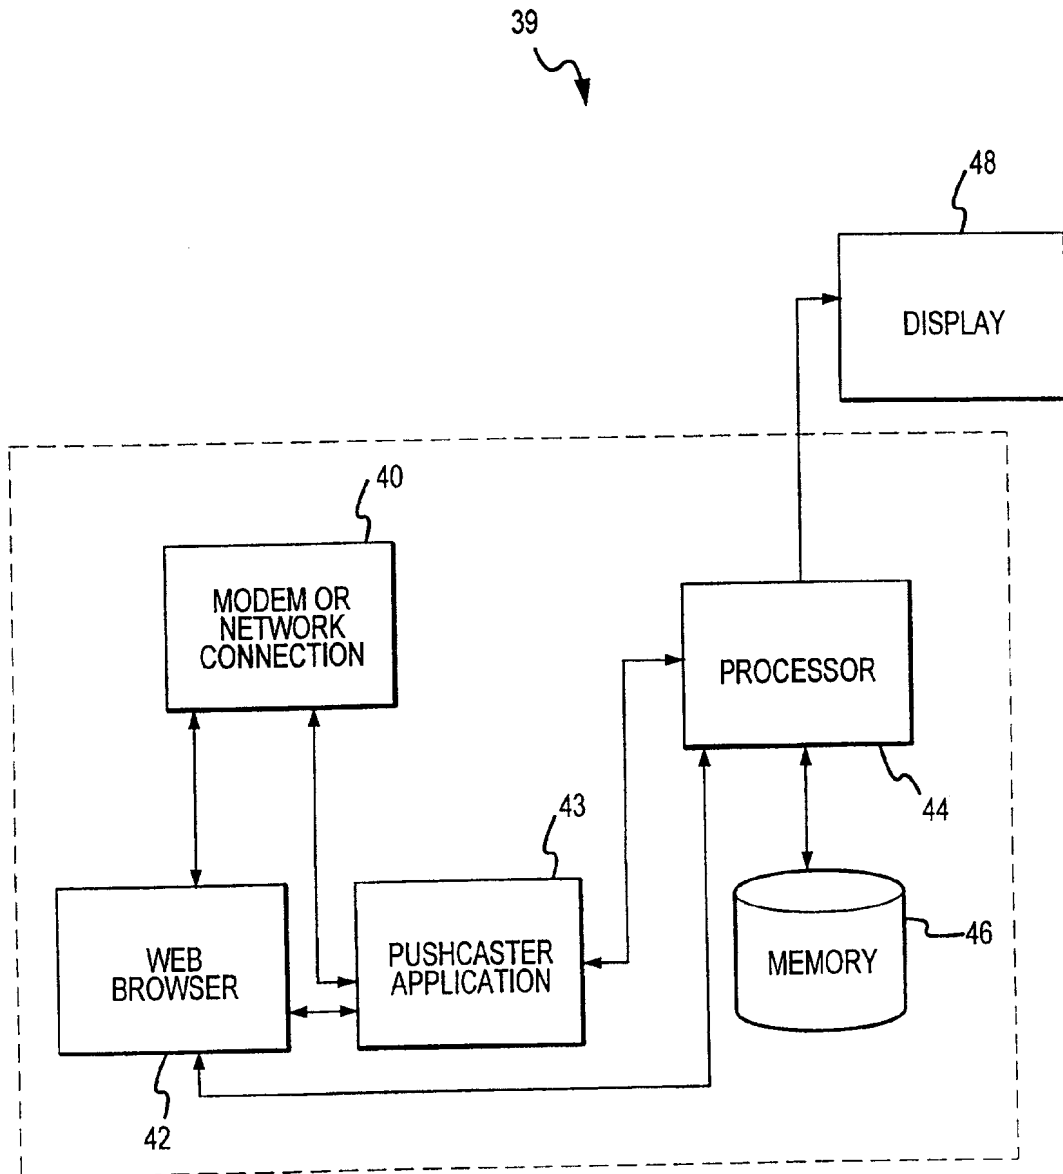 39
48
DISPLAY
40
MODEM OR
NETWORK
CONNECTION
PROCESSOR
44
43
WEB
BROWSER
PUSHCASTER
APPLICATION
MEMORY
46
42